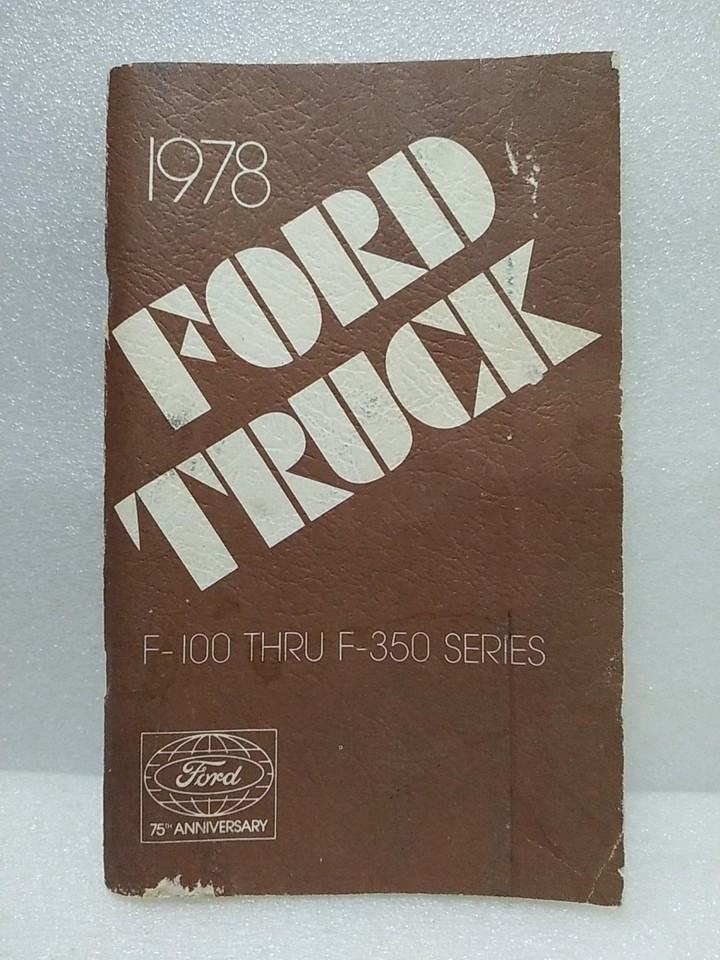 1978
FORD
TRUCK
F-100 THRU F-350 SERIES
Ford
75TH ANNIVERSARY